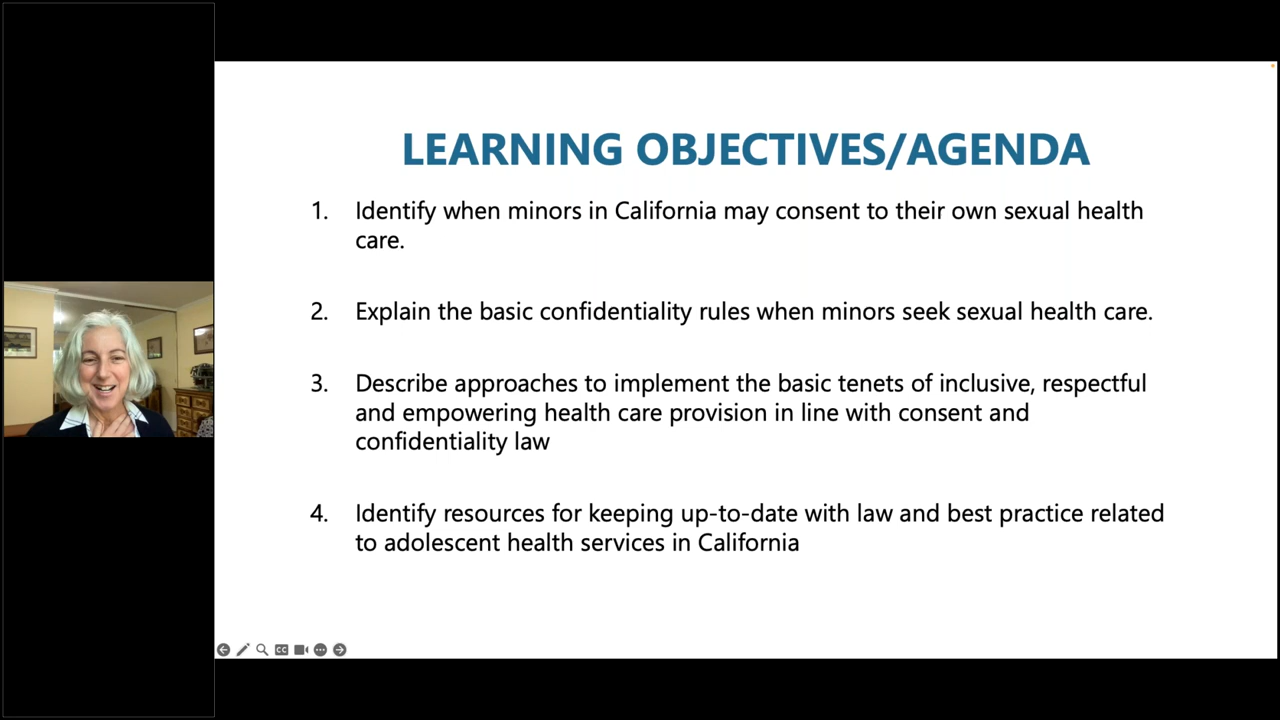 LEARNING OBJECTIVES/AGENDA
1. Identify when minors in California may consent to their own sexual health
care.
2. Explain the basic confidentiality rules when minors seek sexual health care.
3. Describe approaches to implement the basic tenets of inclusive, respectful
and empowering health care provision in line with consent and
confidentiality law
4. Identify resources for keeping up-to-date with law and best practice related
to adolescent health services in California
CC